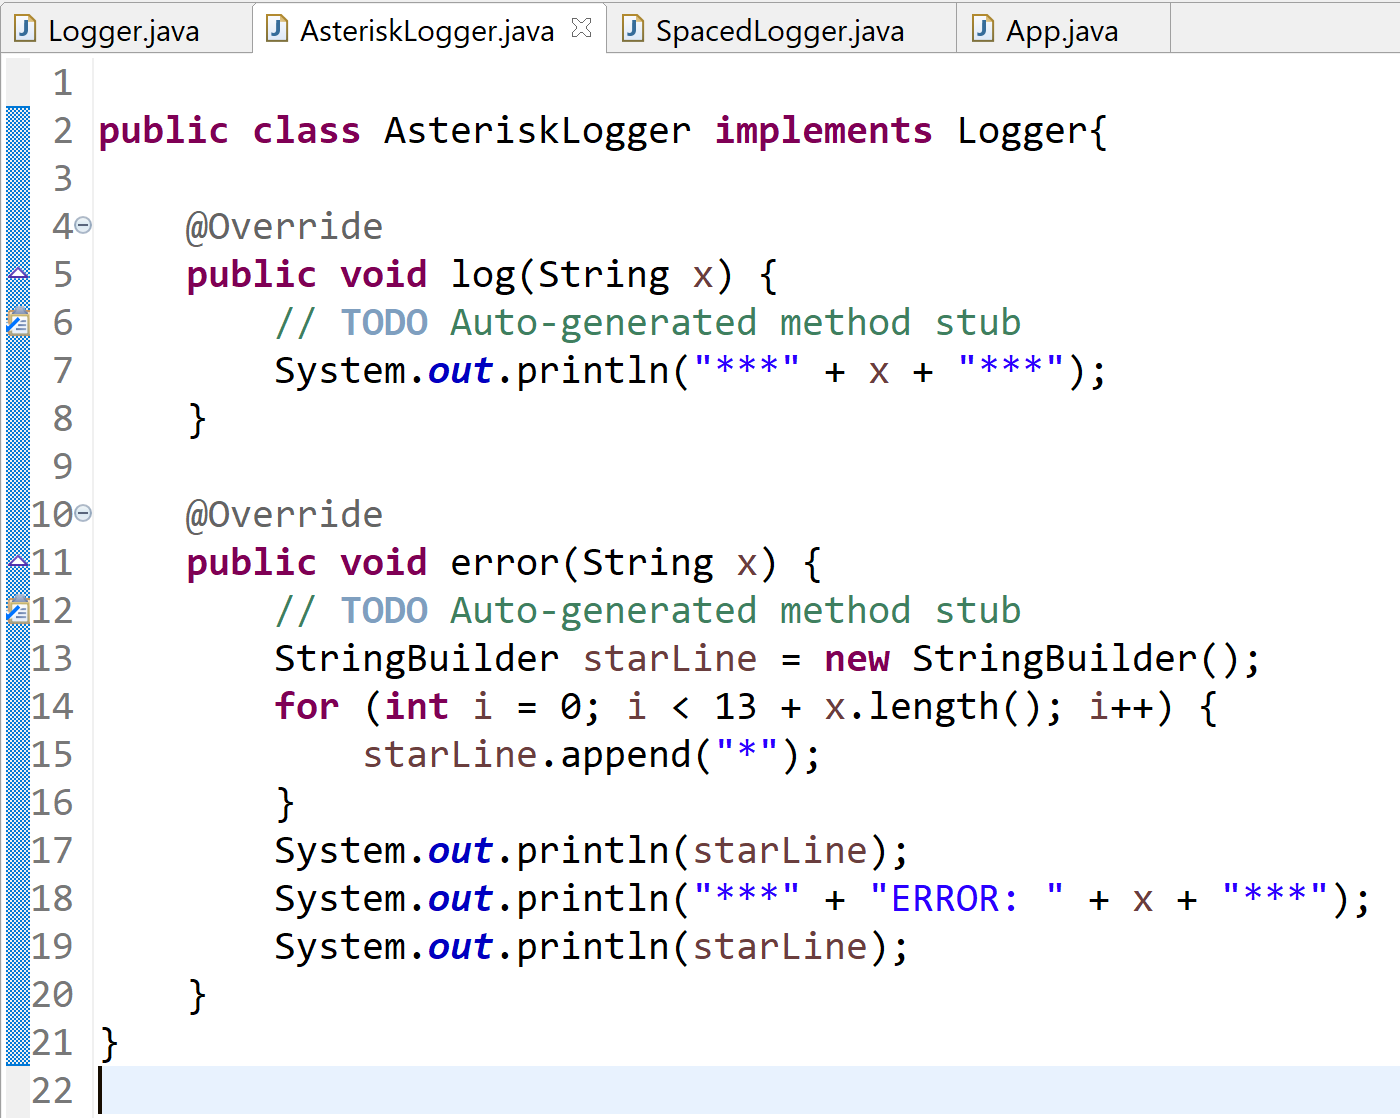 Logger.java AsteriskLogger.java SpacedLogger.java App.java
1
2 public class AsteriskLogger implements Logger{
3
4 @Override
5 public void log(String x) {
6 // TODO Auto-generated method stub
7 System.out.println("***" + x + "***");
8 }
9
10 @Override
11 public void error(String x) {
12 // TODO Auto-generated method stub
13 StringBuilder starLine = new StringBuilder();
14 for (int i = 0; i < 13 + x.length(); i++) {
15 starLine.append("*");
16 }
17 System.out.println(starLine);
18 System.out.println("***" + "ERROR: " + x + "***");
19 System.out.println(starLine);
20 }
21 }
22